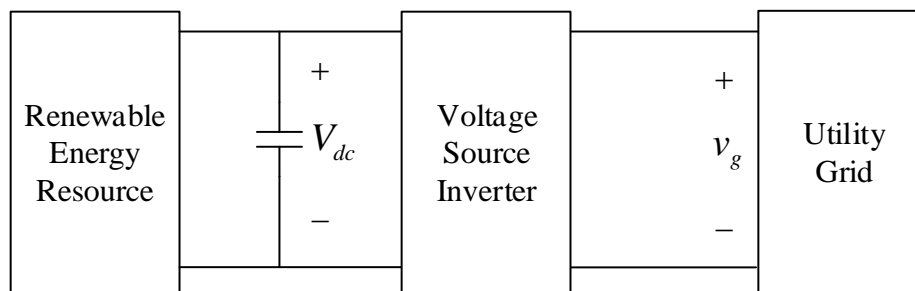 Renewable
Energy
Resource
+
V_dc
−
Voltage
Source
Inverter
+
v_g
−
Utility
Grid